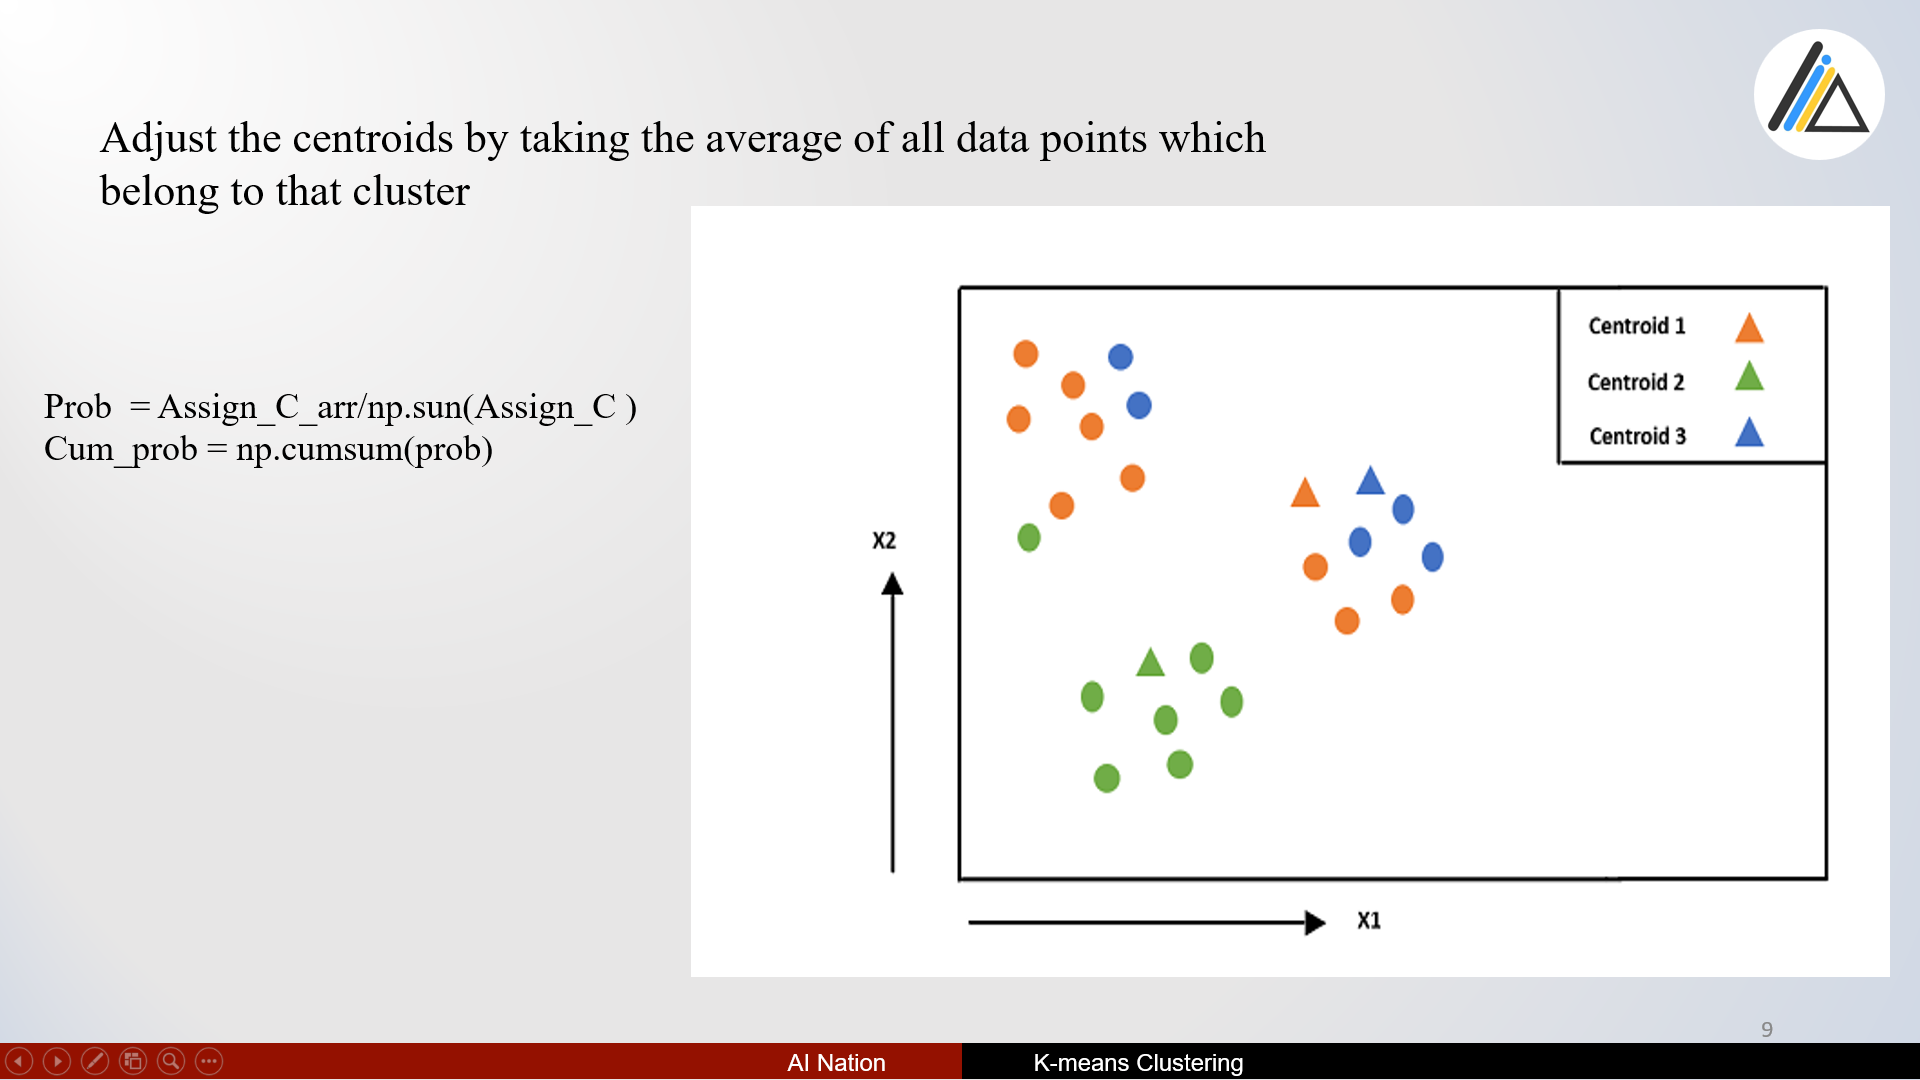 Adjust the centroids by taking the average of all data points which
belong to that cluster
Prob  = Assign_C_arr/np.sun(Assign_C )
Cum_prob = np.cumsum(prob)
Centroid 1
Centroid 2
Centroid 3
X2
X1
9
AI Nation
K-means Clustering